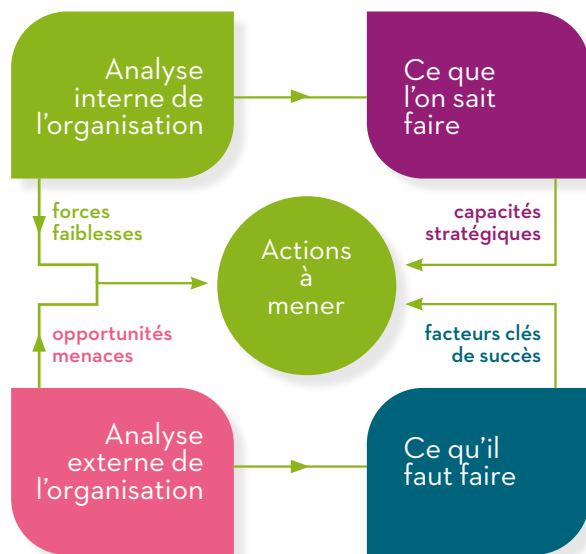 Analyse
interne de
l'organisation
Ce que
l'on sait
faire
forces
faiblesses
capacités
stratégiques
Actions
à
mener
opportunités
menaces
facteurs clés
de succès
Analyse
externe de
l'organisation
Ce qu'il
faut faire